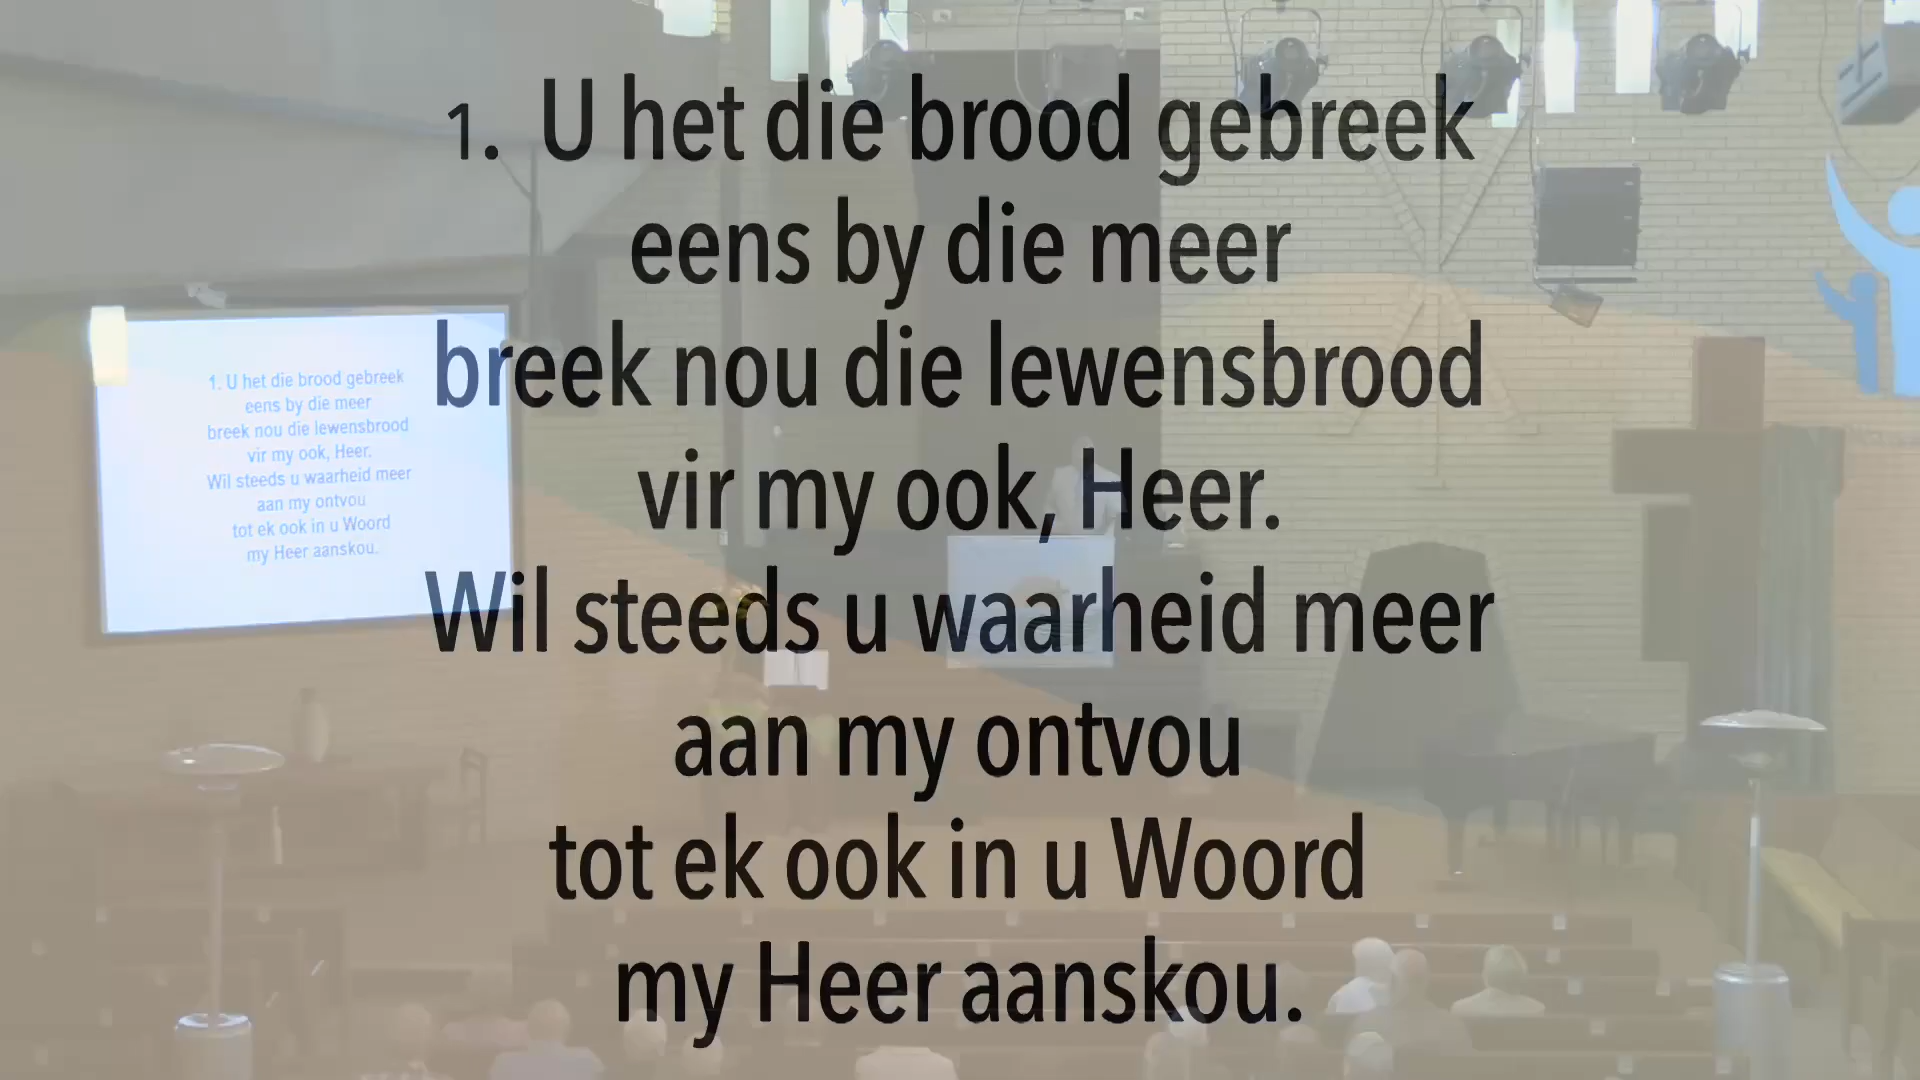 1. U het die brood gebreek
eens by die meer
breek nou die lewensbrood
vir my ook, Heer.
Wil steeds u waarheid meer
aan my ontvou
tot ek ook in u Woord
my Heer aanskou.
1. U het die brood gebreek
eens by die meer
breek nou die lewensbrood
vir my ook, Heer.
Wil steeds u waarheid meer
aan my ontvou
tot ek ook in u Woord
my Heer aanskou.